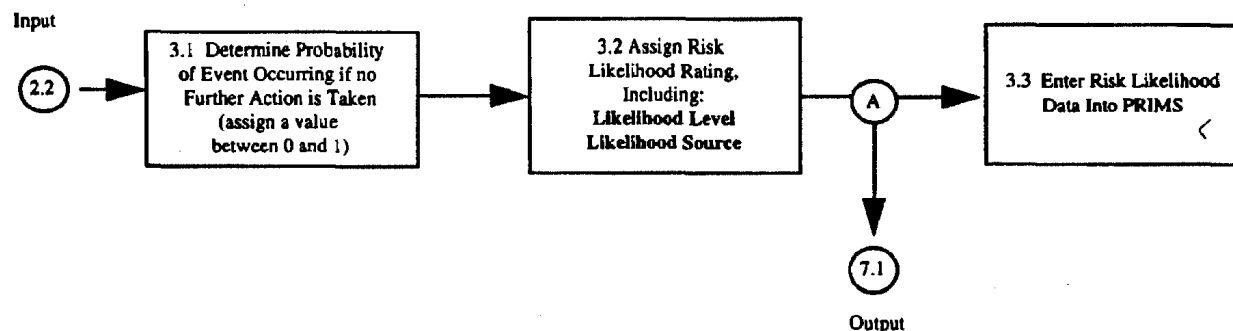 Input
2.2
3.1 Determine Probability
of Event Occurring if no
Further Action is Taken
(assign a value
between 0 and 1)
3.2 Assign Risk
Likelihood Rating,
Including:
Likelihood Level
Likelihood Source
A
3.3 Enter Risk Likelihood
Data Into PRIMS
7.1
Output